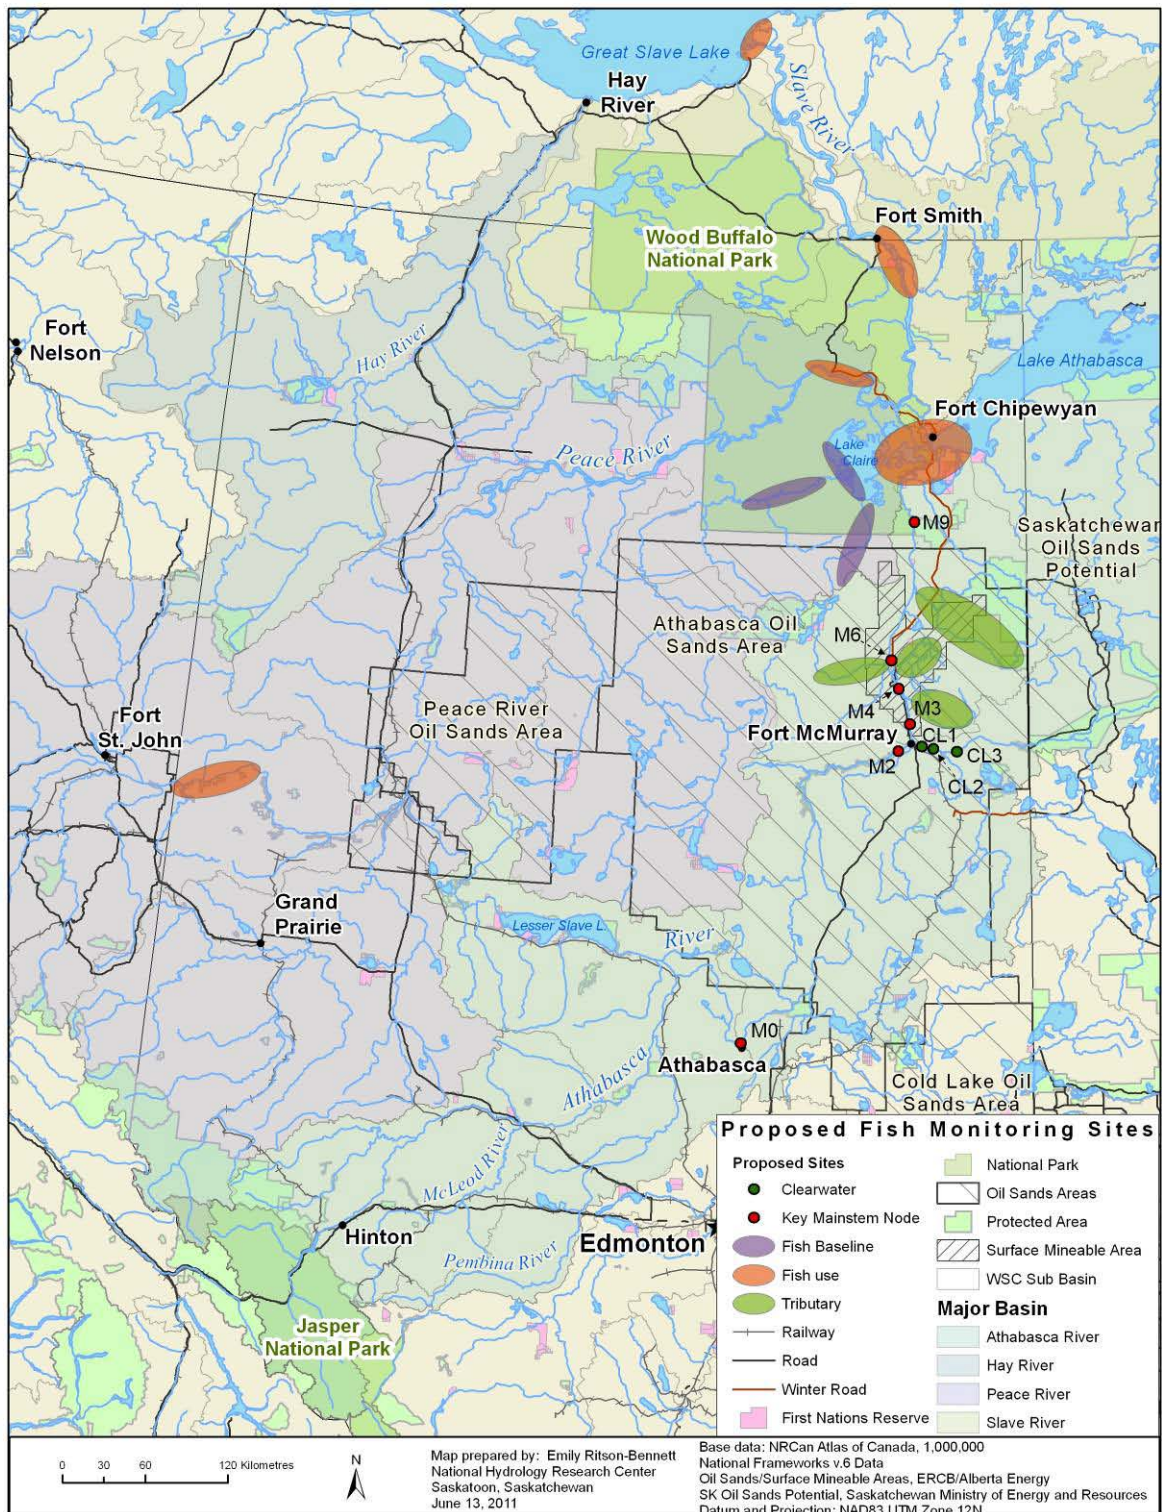 Great Slave Lake
Hay
River
Slave River
Fort Smith
Wood Buffalo
National Park
Fort
Nelson
Hay River
Lake Athabasca
Fort Chipewyan
Peace River
Lake
Claire
M9
Saskatchewan
Oil Sands
Potential
Athabasca Oil
Sands Area
M6
Peace River
Oil Sands Area
M4
M3
Fort
St. John
Fort McMurray
CL1
M2
CL3
CL2
Grand
Prairie
Lesser Slave L.
River
M0
Athabasca
Athabasca
Cold Lake Oil
Sands Area
McLeod River
Hinton
Edmonton
Pembina River
Jasper
National Park
Proposed Fish Monitoring Sites
Proposed Sites
Clearwater
Key Mainstem Node
Fish Baseline
Fish use
Tributary
Railway
Road
Winter Road
First Nations Reserve
National Park
Oil Sands Areas
Protected Area
Surface Mineable Area
WSC Sub Basin
Major Basin
Athabasca River
Hay River
Peace River
Slave River
0 30 60 120 Kilometres
N
Map prepared by: Emily Ritson-Bennett
National Hydrology Research Center
Saskatoon, Saskatchewan
June 13, 2011
Base data: NRCan Atlas of Canada, 1,000,000
National Frameworks v.6 Data
Oil Sands/Surface Mineable Areas, ERCB/Alberta Energy
SK Oil Sands Potential, Saskatchewan Ministry of Energy and Resources
Datum and Projection: NAD83 UTM Zone 12N